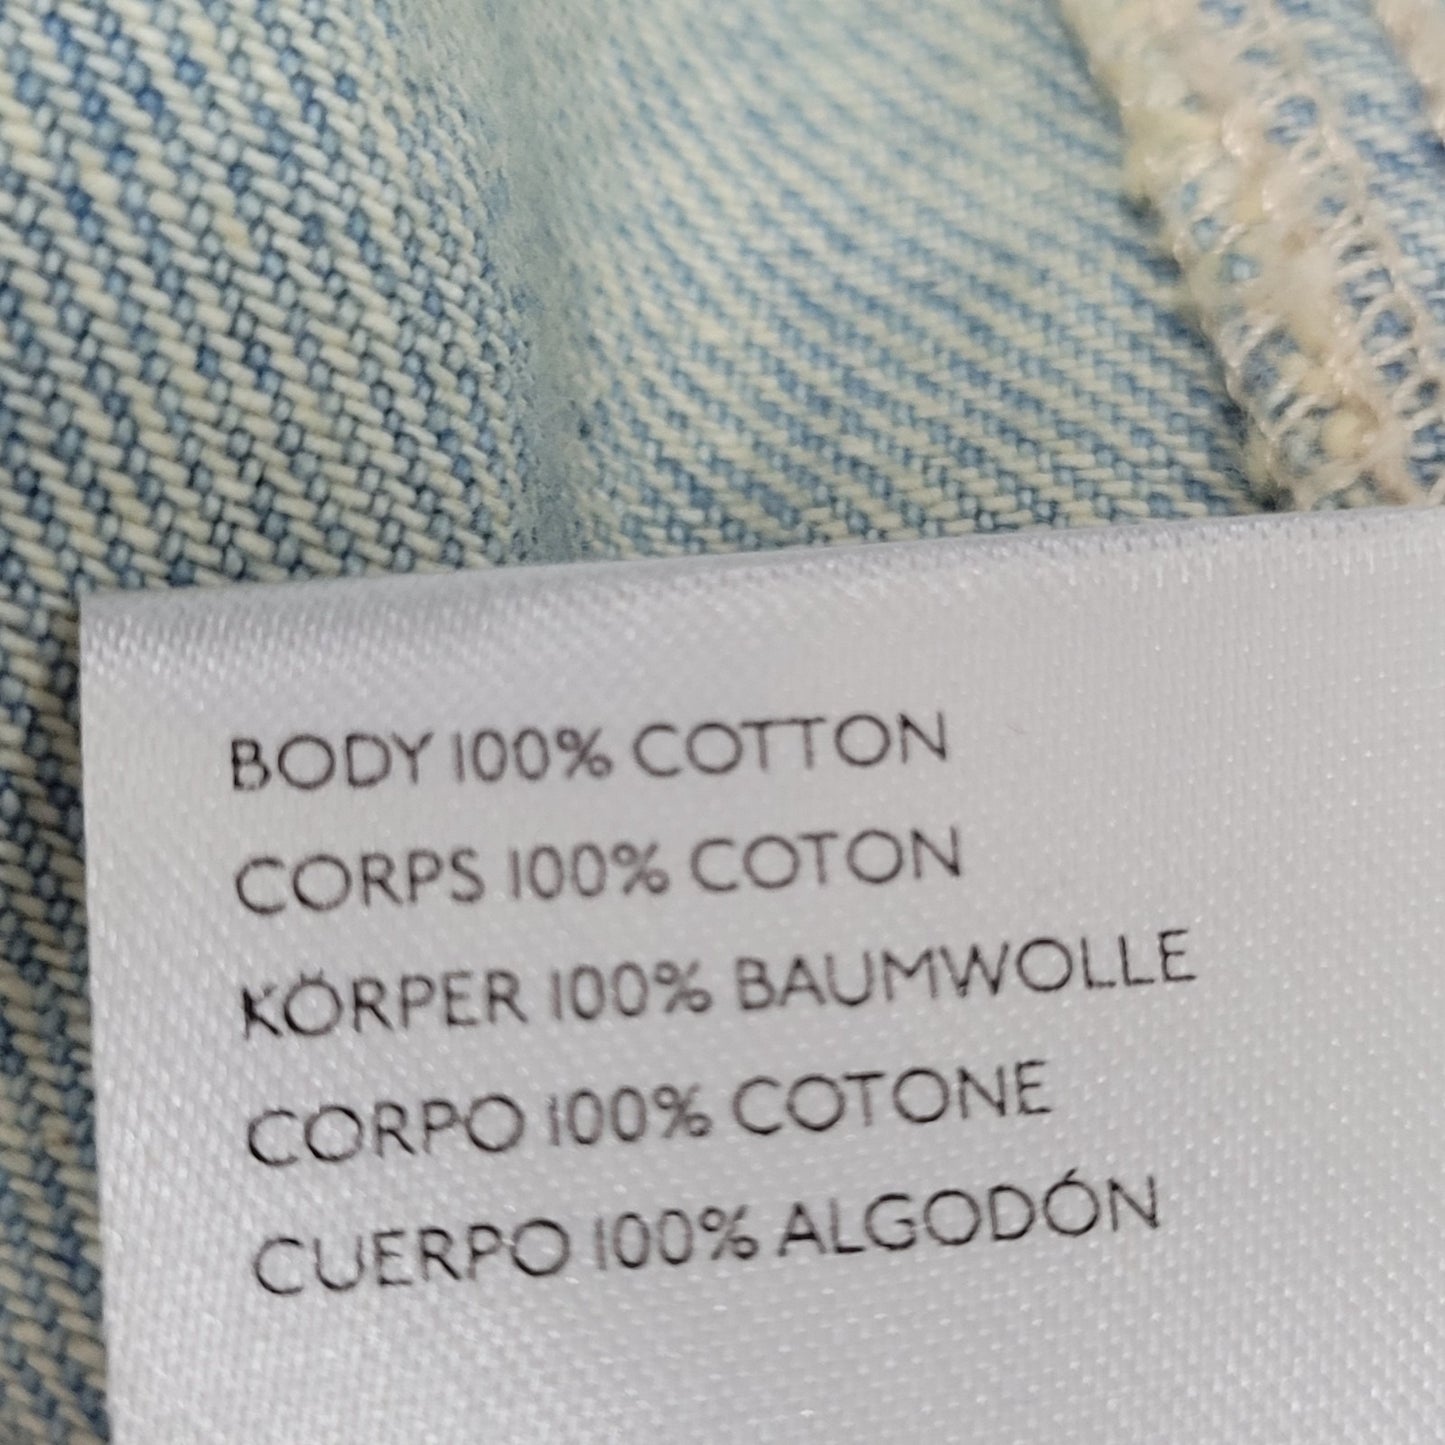 BODY 100% COTTON
CORPS 100% COTON
KÖRPER 100% BAUMWOLLE
CORPO 100% COTONE
CUERPO 100% ALGODÓN